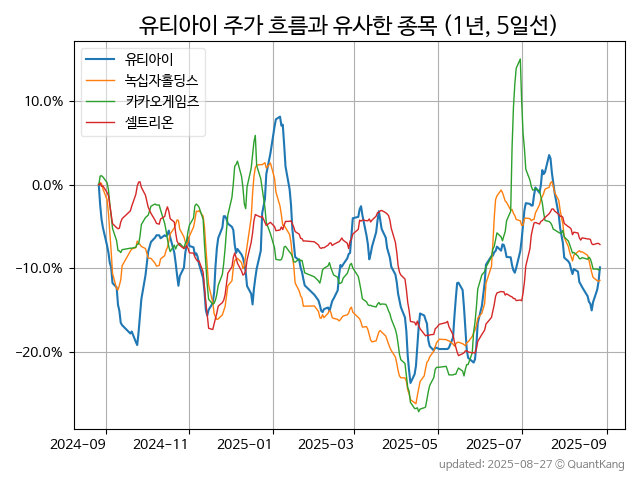 유티아이 주가 흐름과 유사한 종목 (1년, 5일선)
유티아이
녹십자홀딩스
카카오게임즈
셀트리온
10.0%
0.0%
−10.0%
−20.0%
2024-09 2024-11 2025-01 2025-03 2025-05 2025-07 2025-09
updated: 2025-08-27 © QuantKang